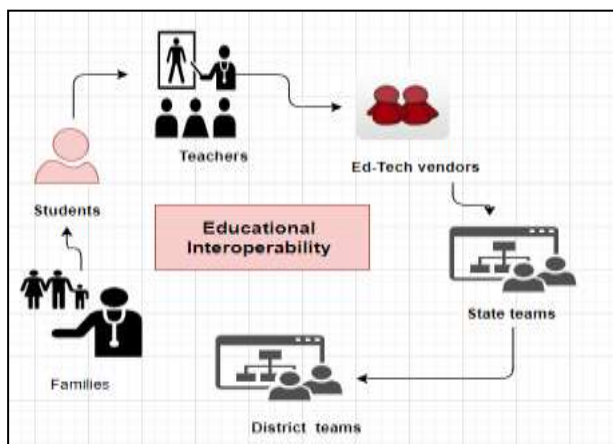 Teachers
Ed-Tech vendors
Students
Educational
Interoperability
State teams
Families
District teams